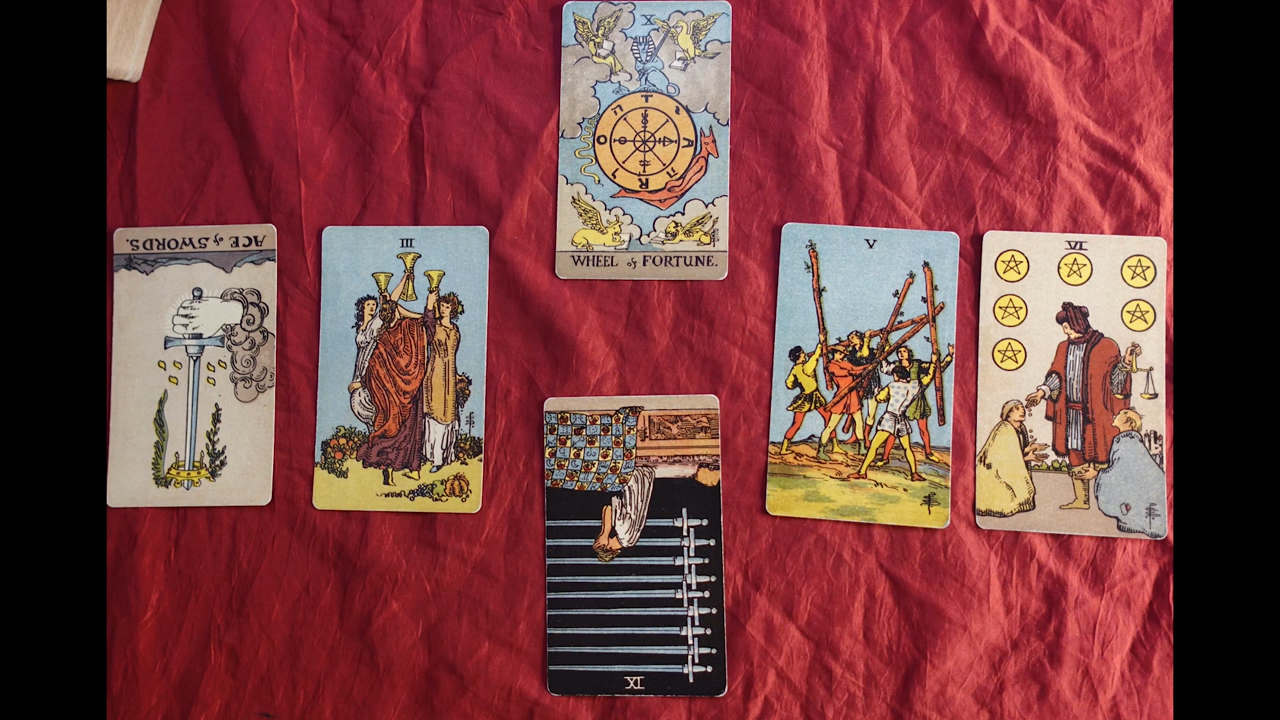 X
WHEEL of FORTUNE.
ACE of SWORDS.
III
V
VI
IX
T
A
R
O